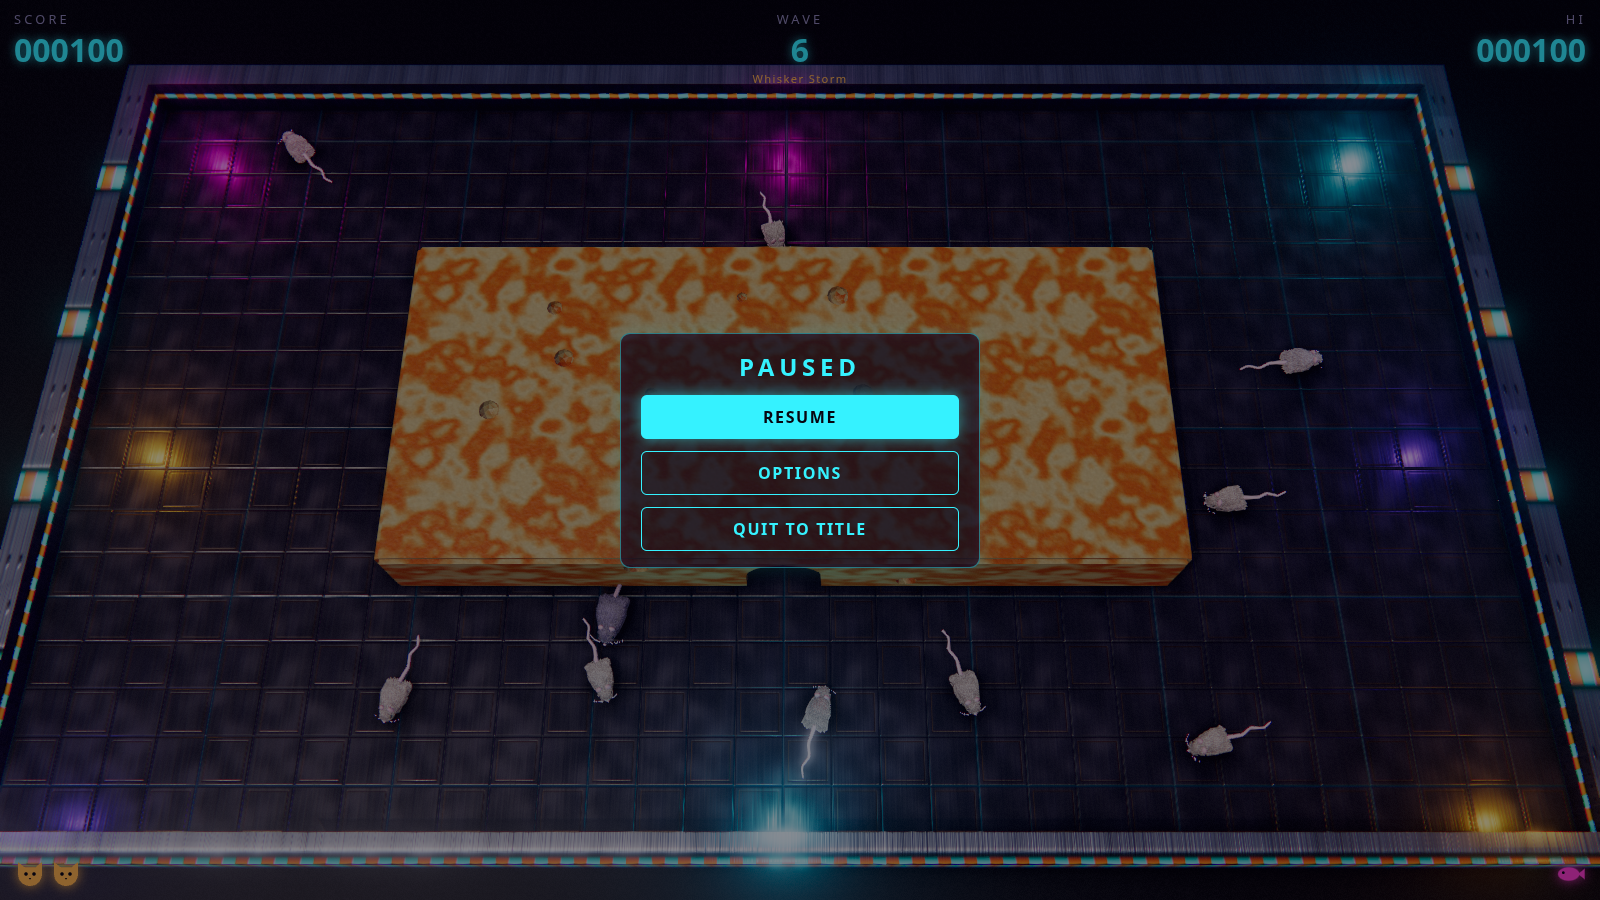 SCORE
WAVE
HI
000100
6
000100
Whisker Storm
PAUSED
RESUME
OPTIONS
QUIT TO TITLE